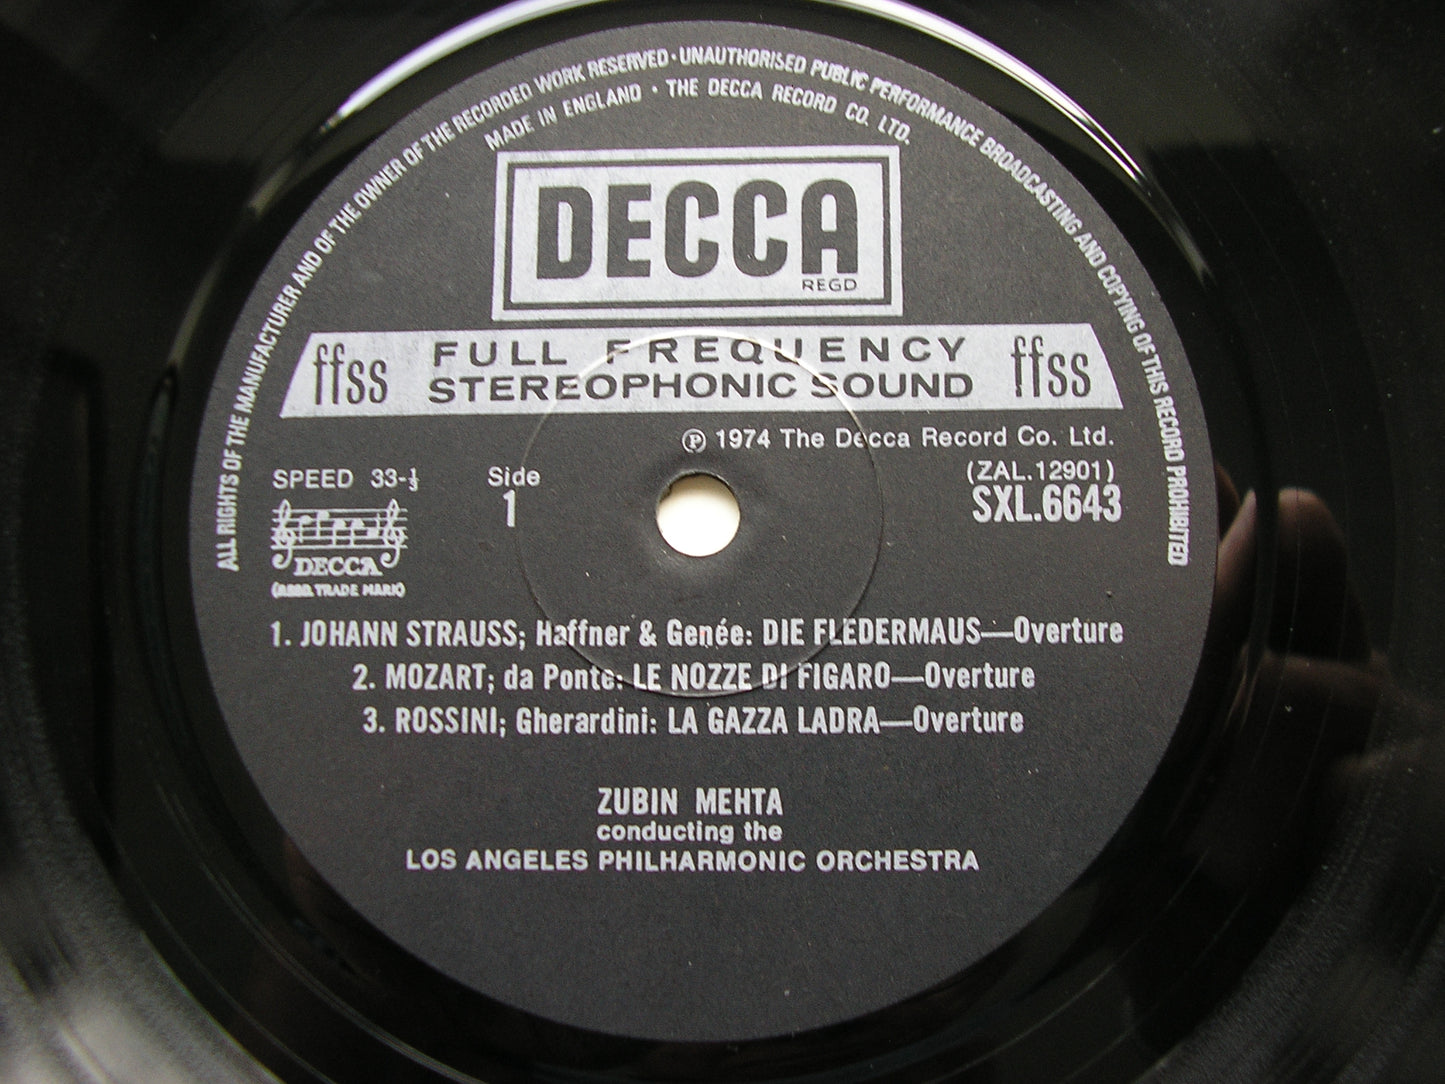 ALL RIGHTS OF THE MANUFACTURER AND OF THE OWNER OF THE RECORDED WORK RESERVED · UNAUTHORISED PUBLIC PERFORMANCE BROADCASTING AND COPYING OF THIS RECORD PROHIBITED
MADE IN ENGLAND · THE DECCA RECORD CO. LTD.
DECCA
REGD
ffss FULL FREQUENCY ffss
STEREOPHONIC SOUND
℗ 1974 The Decca Record Co. Ltd.
SPEED 33-⅓ Side (ZAL.12901)
1 SXL.6643
DECCA
(REGD. TRADE MARK)
1. JOHANN STRAUSS; Haffner & Genée: DIE FLEDERMAUS—Overture
2. MOZART; da Ponte: LE NOZZE DI FIGARO—Overture
3. ROSSINI; Gherardini: LA GAZZA LADRA—Overture
ZUBIN MEHTA
conducting the
LOS ANGELES PHILHARMONIC ORCHESTRA